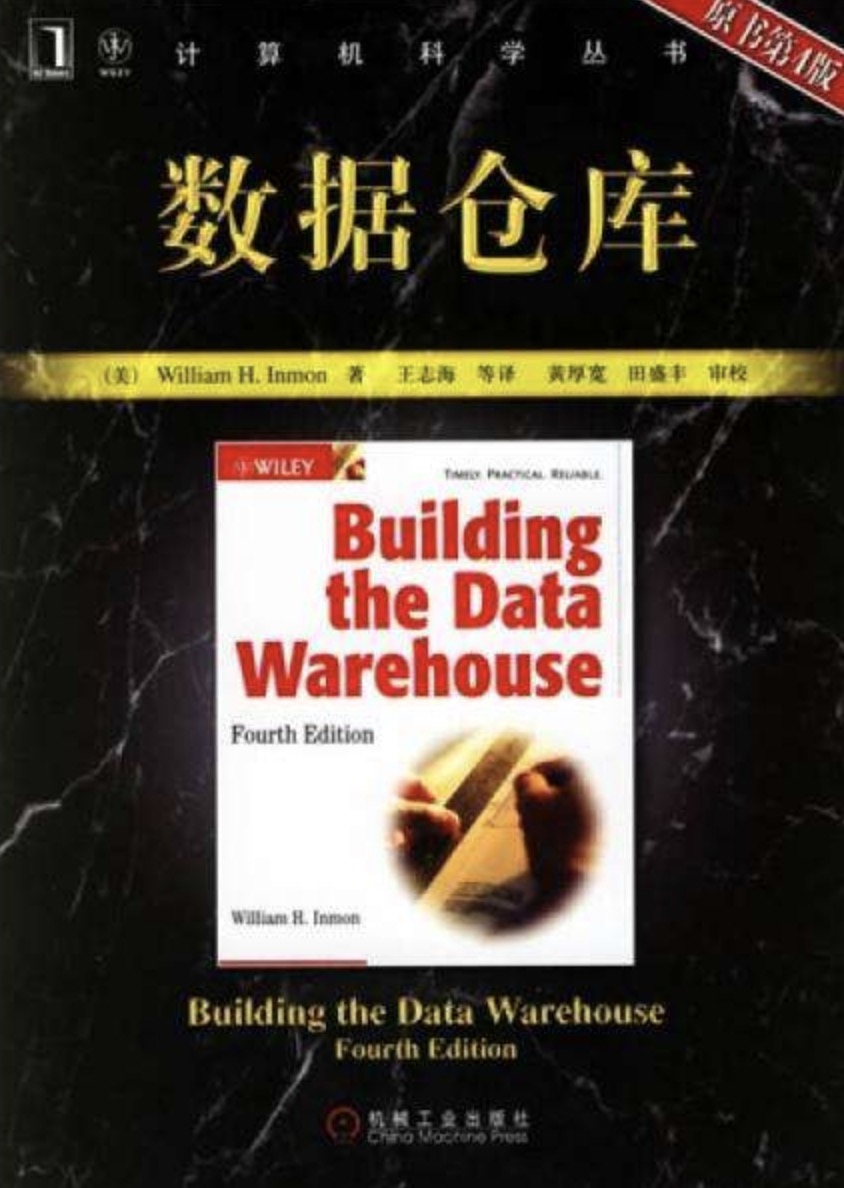 原书第4版
WILEY
计算机科学丛书
数据仓库
（美） William H. Inmon 著 王志海 等译 黄厚宽 田盛丰 审校
WILEY
TIMELY. PRACTICAL. RELIABLE.
Building
the Data
Warehouse
Fourth Edition
William H. Inmon
Building the Data Warehouse
Fourth Edition
机械工业出版社
China Machine Press